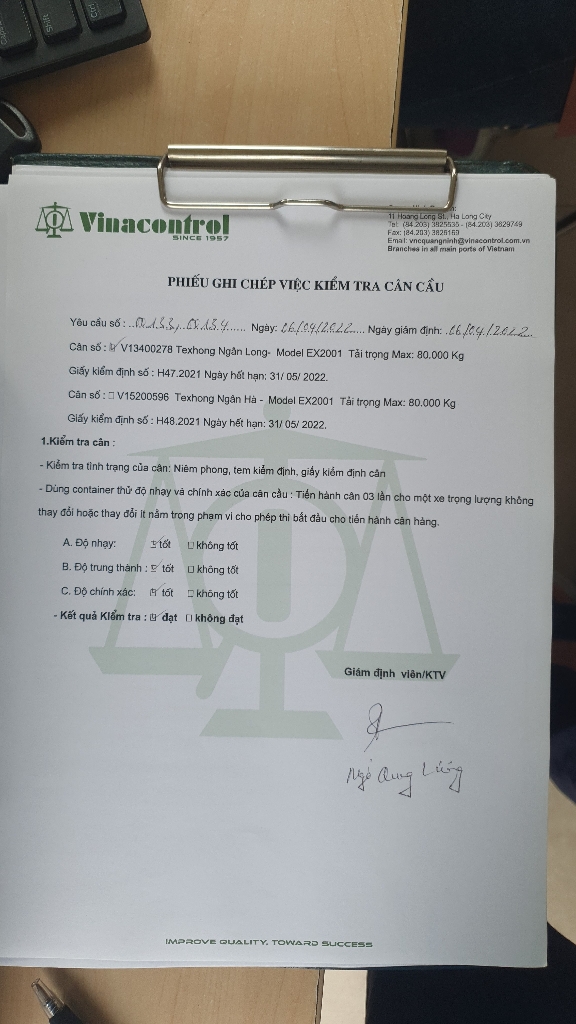 Vinacontrol
SINCE 1957
11 Hoang Long St., Ha Long City
Tel: (84.203) 3825535 - (84.203) 3629749
Fax: (84.203) 3826169
Email: vncquangninh@vinacontrol.com.vn
Branches in all main ports of Vietnam
PHIẾU GHI CHÉP VIỆC KIỂM TRA CÂN CẦU
Yêu cầu số : 0133, 0134 Ngày: 06/04/2022 Ngày giám định: 06/04/2022
Cân số : V13400278 Texhong Ngân Long- Model EX2001 Tải trọng Max: 80.000 Kg
Giấy kiểm định số : H47.2021 Ngày hết hạn: 31/ 05/ 2022.
Cân số : V15200596 Texhong Ngân Hà - Model EX2001 Tải trọng Max: 80.000 Kg
Giấy kiểm định số : H48.2021 Ngày hết hạn: 31/ 05/ 2022.
1.Kiểm tra cân :
- Kiểm tra tình trạng của cân: Niêm phong, tem kiểm định, giấy kiểm định cân
- Dùng container thử độ nhạy và chính xác của cân cầu : Tiến hành cân 03 lần cho một xe trọng lượng không
thay đổi hoặc thay đổi ít nằm trong phạm vi cho phép thì bắt đầu cho tiến hành cân hàng.
A. Độ nhạy: tốt không tốt
B. Độ trung thành : tốt không tốt
C. Độ chính xác: tốt không tốt
- Kết quả Kiểm tra : đạt không đạt
Giám định viên/KTV
Ngô Quang Lương
IMPROVE QUALITY, TOWARD SUCCESS